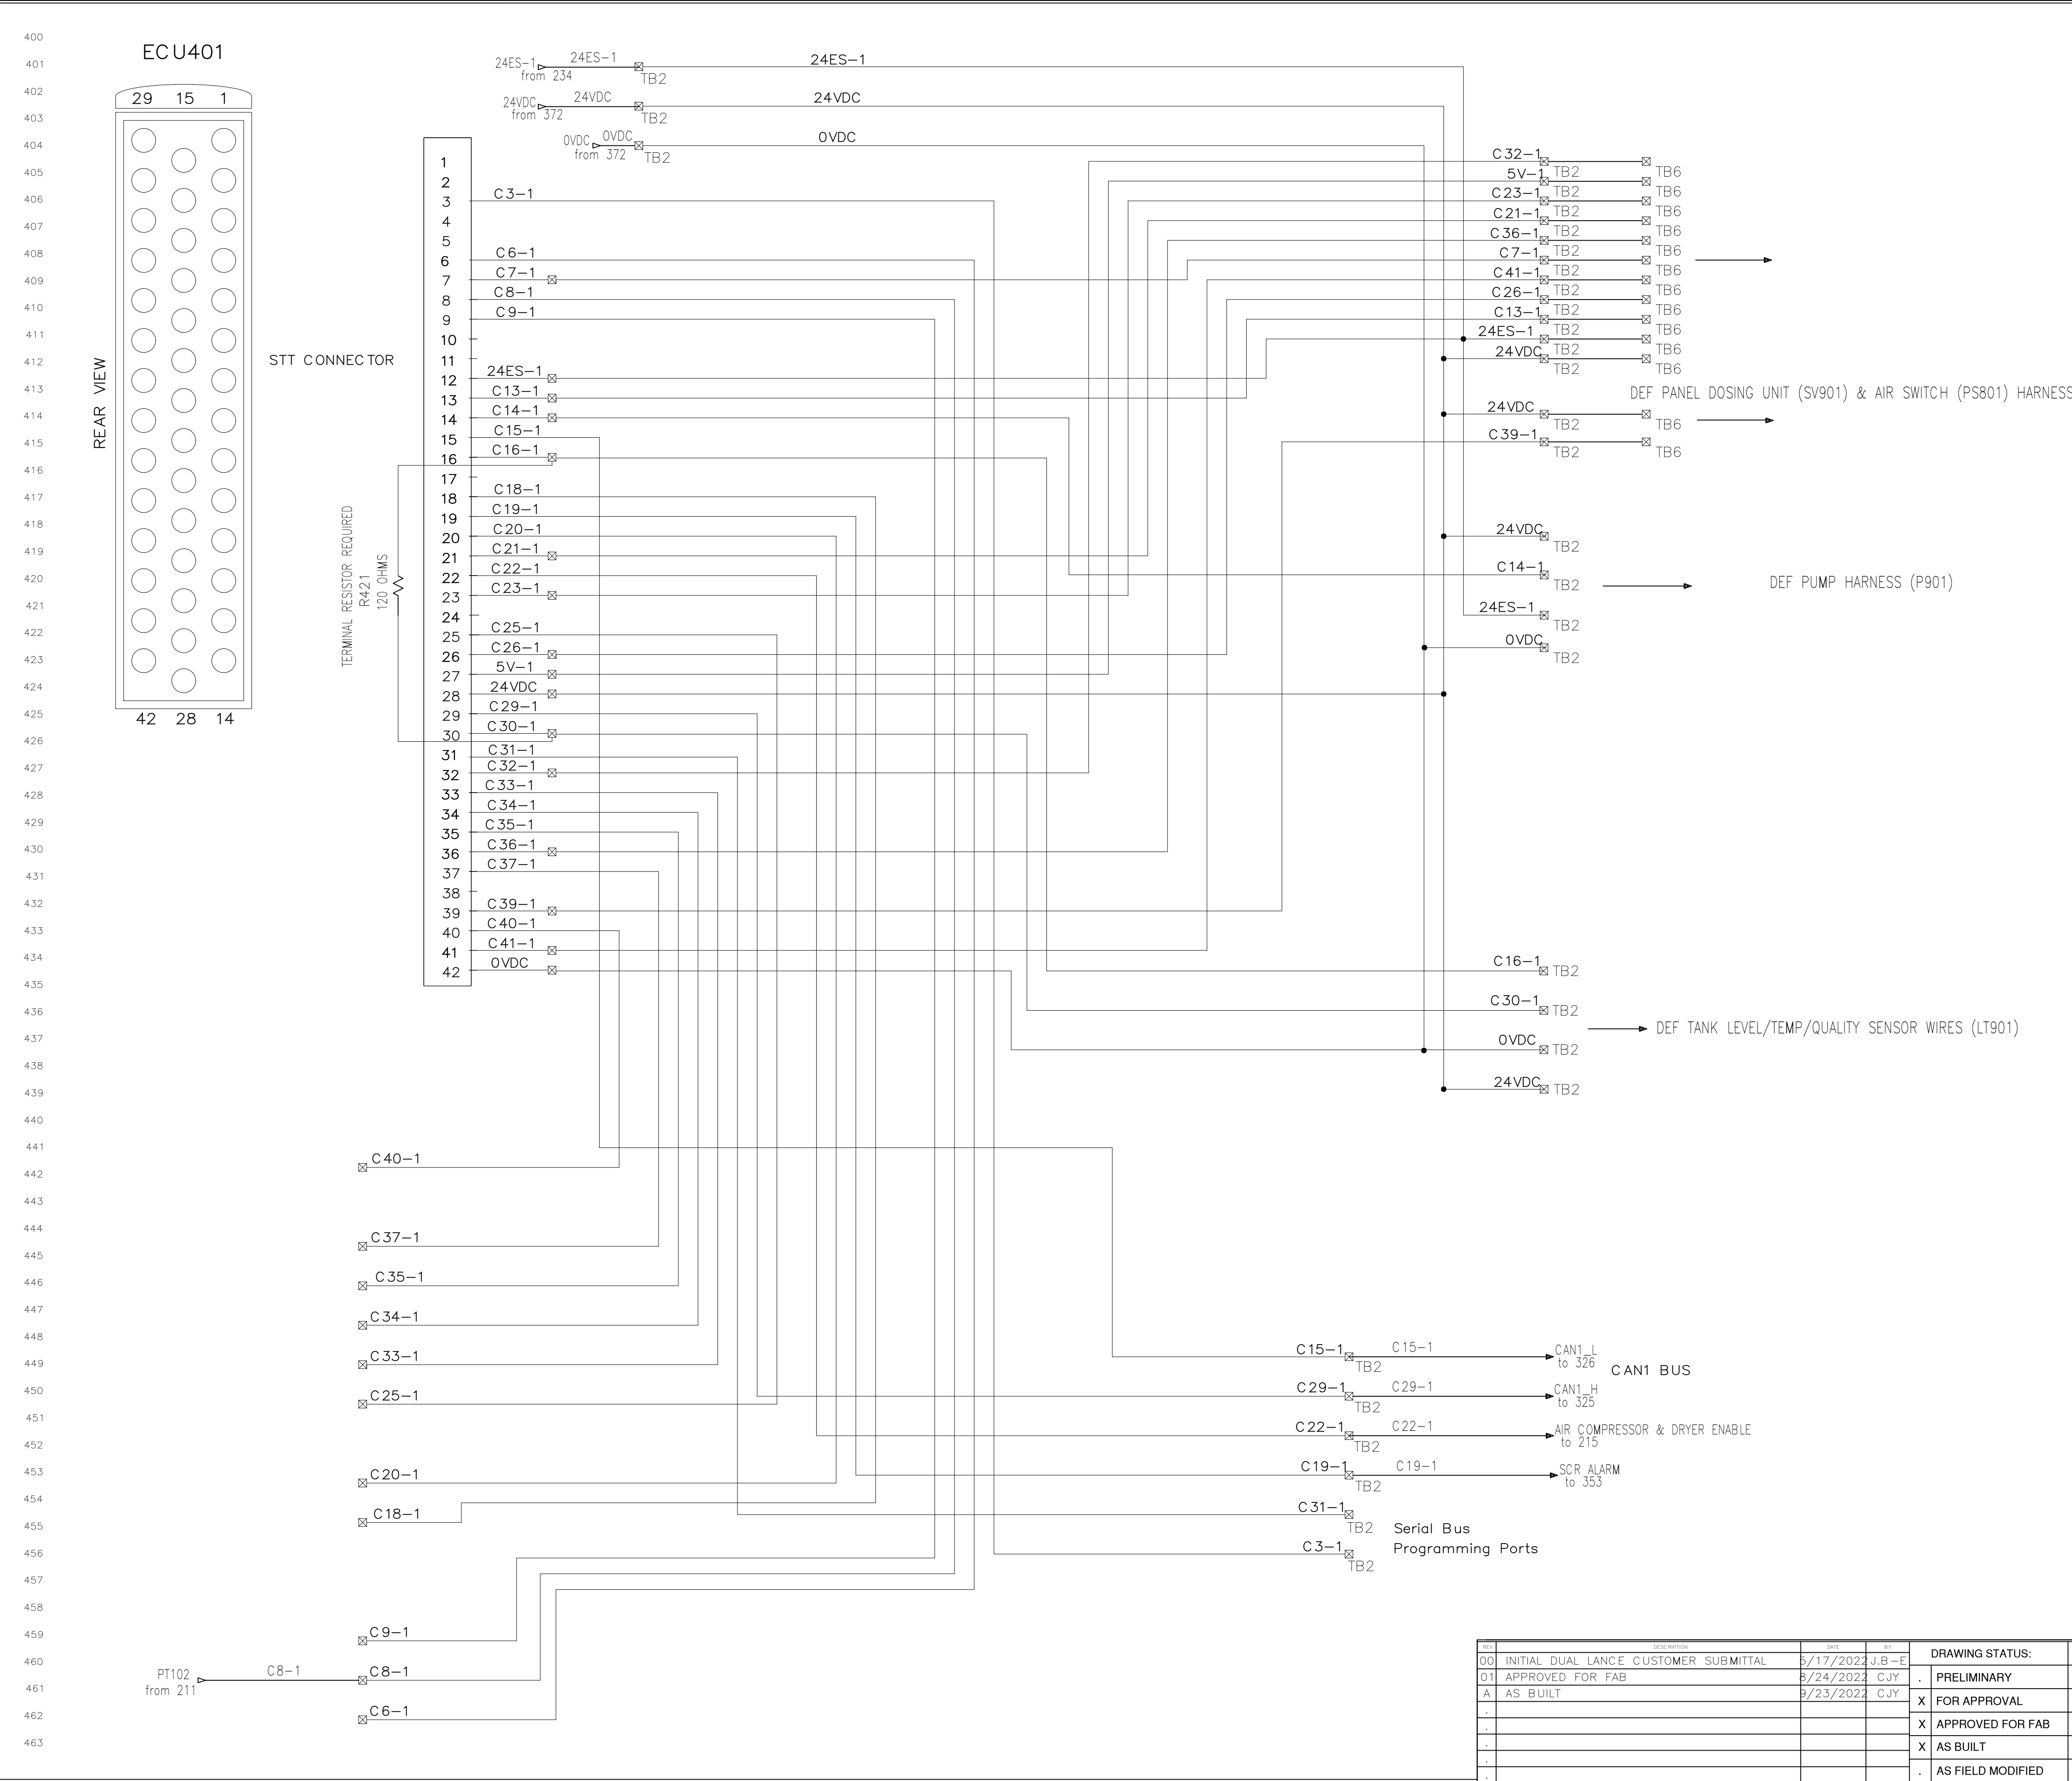 400
401
402
403
404
405
406
407
408
409
410
411
412
413
414
415
416
417
418
419
420
421
422
423
424
425
426
427
428
429
430
431
432
433
434
435
436
437
438
439
440
441
442
443
444
445
446
447
448
449
450
451
452
453
454
455
456
457
458
459
460
461
462
463
ECU401
29 15 1
REAR VIEW
42 28 14
STT CONNECTOR
TERMINAL RESISTOR REQUIRED
R421
120 OHMS
24ES-1
from 234
24ES-1
TB2
24ES-1
24VDC
from 372
24VDC
TB2
24VDC
0VDC
from 372
0VDC
TB2
0VDC
1
2
3 C3-1
4
5
6 C6-1
7 C7-1
8 C8-1
9 C9-1
10
11
12 24ES-1
13 C13-1
14 C14-1
15 C15-1
16 C16-1
17
18 C18-1
19 C19-1
20 C20-1
21 C21-1
22 C22-1
23 C23-1
24
25 C25-1
26 C26-1
27 5V-1
28 24VDC
29 C29-1
30 C30-1
31 C31-1
32 C32-1
33 C33-1
34 C34-1
35 C35-1
36 C36-1
37 C37-1
38
39 C39-1
40 C40-1
41 C41-1
42 0VDC
C32-1 TB2 TB6
5V-1 TB2 TB6
C23-1 TB2 TB6
C21-1 TB2 TB6
C36-1 TB2 TB6
C7-1 TB2 TB6
C41-1 TB2 TB6
C26-1 TB2 TB6
C13-1 TB2 TB6
24ES-1 TB2 TB6
24VDC TB2 TB6
DEF PANEL DOSING UNIT (SV901) & AIR SWITCH (PS801) HARNESS
24VDC TB2 TB6
C39-1 TB2 TB6
24VDC TB2
C14-1 TB2
DEF PUMP HARNESS (P901)
24ES-1 TB2
0VDC TB2
C16-1 TB2
C30-1 TB2
DEF TANK LEVEL/TEMP/QUALITY SENSOR WIRES (LT901)
0VDC TB2
24VDC TB2
C40-1
C37-1
C35-1
C34-1
C33-1
C25-1
C20-1
C18-1
C9-1
PT102
from 211
C8-1
C8-1
C6-1
C15-1 TB2 C15-1 CAN1_L
to 326
CAN1 BUS
C29-1 TB2 C29-1 CAN1_H
to 325
C22-1 TB2 C22-1 AIR COMPRESSOR & DRYER ENABLE
to 215
C19-1 TB2 C19-1 SCR ALARM
to 353
C31-1 TB2
Serial Bus
Programming Ports
C3-1 TB2
REV DESCRIPTION DATE BY
00 INITIAL DUAL LANCE CUSTOMER SUBMITTAL 5/17/2022 J.B-E
01 APPROVED FOR FAB 8/24/2022 CJY
A AS BUILT 9/23/2022 CJY
.
.
.
.
.
DRAWING STATUS:
. PRELIMINARY
X FOR APPROVAL
X APPROVED FOR FAB
X AS BUILT
. AS FIELD MODIFIED